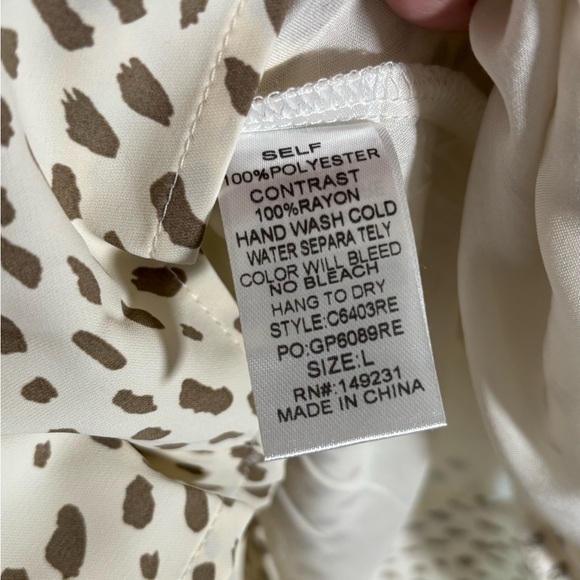 SELF
100%POLYESTER
CONTRAST
100%RAYON
HAND WASH COLD
WATER SEPARA TELY
COLOR WILL BLEED
NO BLEACH
HANG TO DRY
STYLE:C6403RE
PO:GP6089RE
SIZE:L
RN#:149231
MADE IN CHINA